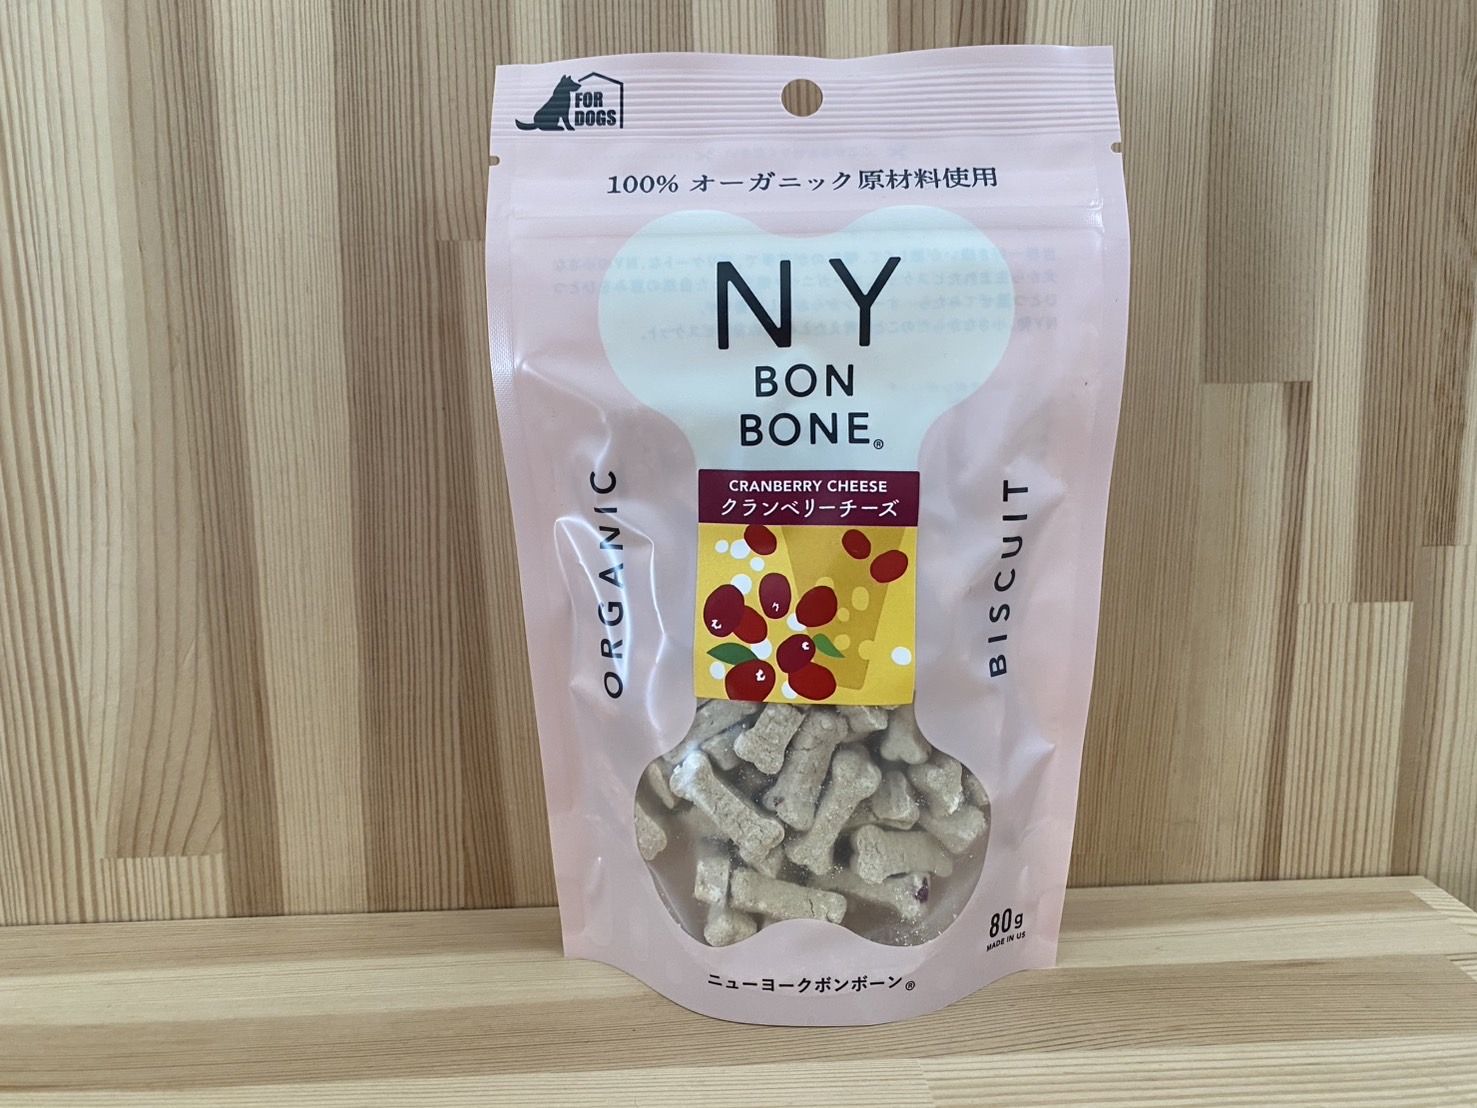 FOR
DOGS
100% オーガニック原材料使用
NY
BON
BONE®
CRANBERRY CHEESE
クランベリーチーズ
ORGANIC
BISCUIT
80g
MADE IN US
ニューヨークボンボーン®